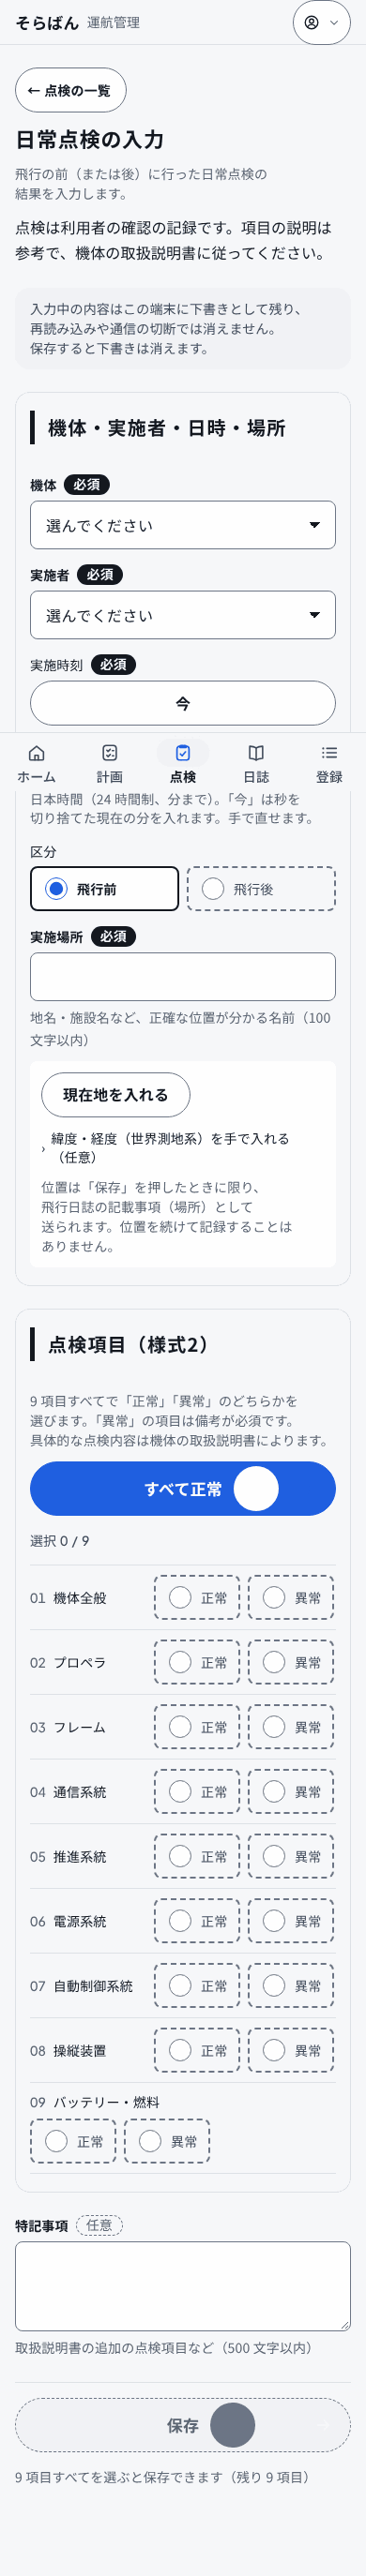 そらばん 運航管理
← 点検の一覧
日常点検の入力
飛行の前（または後）に行った日常点検の
結果を入力します。
点検は利用者の確認の記録です。項目の説明は
参考で、機体の取扱説明書に従ってください。
入力中の内容はこの端末に下書きとして残り、
再読み込みや通信の切断では消えません。
保存すると下書きは消えます。
機体・実施者・日時・場所
機体 必須
選んでください
実施者 必須
選んでください
実施時刻 必須
今
ホーム 計画 点検 日誌 登録
日本時間（24 時間制、分まで）。「今」は秒を
切り捨てた現在の分を入れます。手で直せます。
区分
飛行前 飛行後
実施場所 必須
地名・施設名など、正確な位置が分かる名前（100
文字以内）
現在地を入れる
› 緯度・経度（世界測地系）を手で入れる
（任意）
位置は「保存」を押したときに限り、
飛行日誌の記載事項（場所）として
送られます。位置を続けて記録することは
ありません。
点検項目（様式2）
9 項目すべてで「正常」「異常」のどちらかを
選びます。「異常」の項目は備考が必須です。
具体的な点検内容は機体の取扱説明書によります。
すべて正常
選択 0 / 9
01 機体全般 正常 異常
02 プロペラ 正常 異常
03 フレーム 正常 異常
04 通信系統 正常 異常
05 推進系統 正常 異常
06 電源系統 正常 異常
07 自動制御系統 正常 異常
08 操縦装置 正常 異常
09 バッテリー・燃料
正常 異常
特記事項 任意
取扱説明書の追加の点検項目など（500 文字以内）
保存
9 項目すべてを選ぶと保存できます（残り 9 項目）